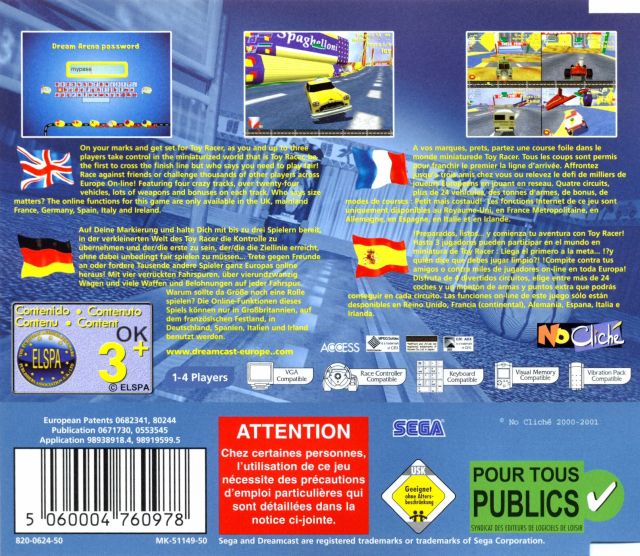 Dream Arena password
mypass
Spaghelloni
On your marks and get set for Toy Racer, as you and up to three
players take control in the miniaturized world that is Toy Racer, be
the first to cross the finish line but who says you need to play fair!
Race against friends or challenge thousands of other players across
Europe On-line! Featuring four crazy tracks, over twenty-four
vehicles, lots of weapons and bonuses on each track. Who says size
matters? The online functions for this game are only available in the UK, mainland
France, Germany, Spain, Italy and Ireland.
A vos marques, prets, partez une course folle dans le
monde miniaturede Toy Racer. Tous les coups sont permis
pour franchir le premier la ligne d'arrivée. Affrontez
jusqu'à trois amis chez vous ou relevez le defi de milliers de
joueurs Européens en jouant en reseau. Quatre circuits,
plus de 24 vehicules, des tonnes d'armes, de bonus, de
modes de courses : Petit mais costaud! Les fonctions Internet de ce jeu sont
uniquement disponibles au Royaume-Uni, en France Metropolitaine, en
Allemagne, en Espagne, en Italie et en Irlande.
Auf Deine Markierung und halte Dich mit bis zu drei Spielern bereit,
in der verkleinerten Welt des Toy Racer die Kontrolle zu
übernehmen und der/die erste zu sein, der/die die Ziellinie erreicht,
ohne dabei unbedingt fair spielen zu müssen... Trete gegen Freunde
an oder fordere Tausende andere Spieler ganz Europas online
heraus! Mit vier verrückten Fahrspuren, über vierundzwanzig
Wagen und viele Waffen und Belohnungen auf jeder Fahrspur.
Warum sollte da Größe noch eine Rolle
spielen? Die Online-Funktionen dieses
Spiels können nur in Großbritannien, auf
dem französischen Festland, in
Deutschland, Spanien, Italien und Irland
benutzt werden.
www.dreamcast-europe.com
Preparados, listos... y comienza tu aventura con Toy Racer!
Hasta 3 jugadores pueden participar en el mundo en
miniatura de Toy Racer : Llega el primero a la meta... !?y
quién dice que debes jugar limpio?! !Compite contra tus
amigos o contra miles de jugadores on-line en toda Europa!
Disfruta de 4 divertidos circuitos, elige entre más de 24
coches y un montón de armas y puntos extra que podrás
conseguir en cada circuito. Las funciones on-line de este juego sólo están
disponibles en Reino Unido, Francia (continental), Alemania, Espana, Italia e
Irlanda.
Contenido • Contenuto
Contenu • Content
ELSPA
OK
3+
© ELSPA
ACCESS
No Cliché
1-4 Players
VGA
Compatible
Race Controller
Compatible
Keyboard
Compatible
Visual Memory
Compatible
Vibration Pack
Compatible
European Patents 0682341, 80244
Publication 0671730, 0553545
Application 98938918.4, 98919599.5
5 060004 760978
820-0624-50
MK-51149-50
ATTENTION
Chez certaines personnes,
l'utilisation de ce jeu
nécessite des précautions
d'emploi particulières qui
sont détaillées dans la
notice ci-jointe.
SEGA
© No Cliché 2000-2001
USK
Geeignet
ohne Alters-
beschränkung
POUR TOUS
PUBLICS
SYNDICAT DES EDITEURS DE LOGICIELS DE LOISIR
Sega and Dreamcast are registered trademarks or trademarks of Sega Corporation.